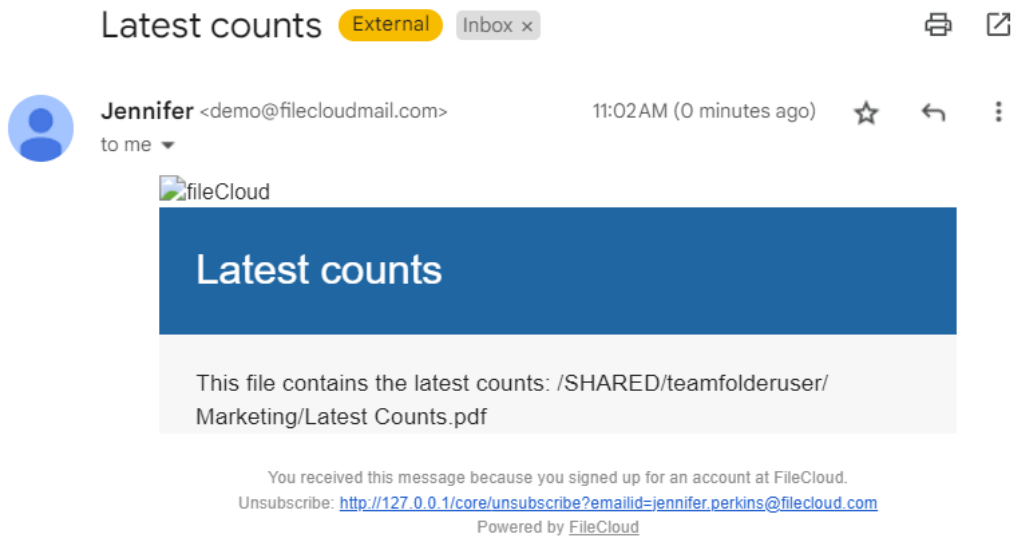 Latest counts External Inbox ×
Jennifer <demo@filecloudmail.com> 11:02 AM (0 minutes ago)
to me
fileCloud
Latest counts
This file contains the latest counts: /SHARED/teamfolderuser/
Marketing/Latest Counts.pdf
You received this message because you signed up for an account at FileCloud.
Unsubscribe: http://127.0.0.1/core/unsubscribe?emailid=jennifer.perkins@filecloud.com
Powered by FileCloud